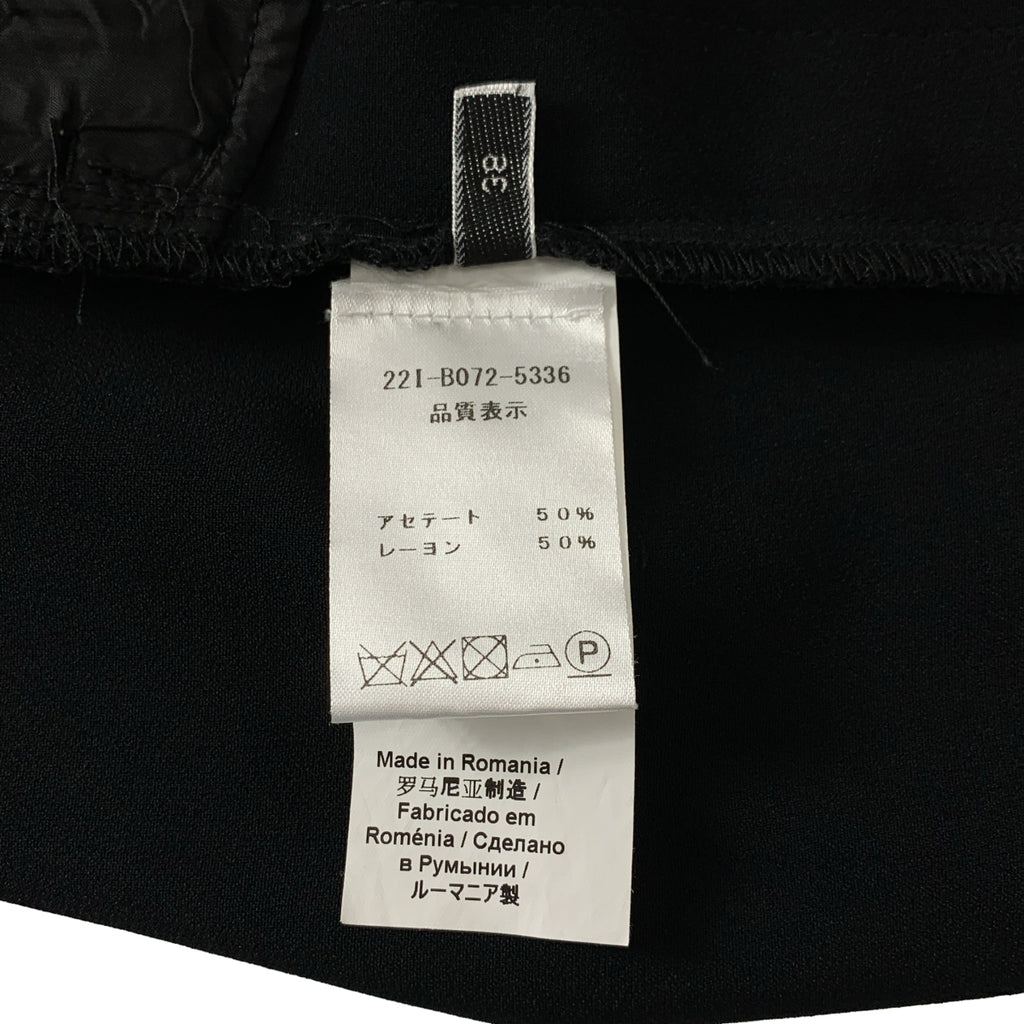 38
22I-B072-5336
品質表示
アセテート 50%
レーヨン 50%
P
Made in Romania /
罗马尼亚制造 /
Fabricado em
Roménia / Сделано
в Румынии /
ルーマニア製